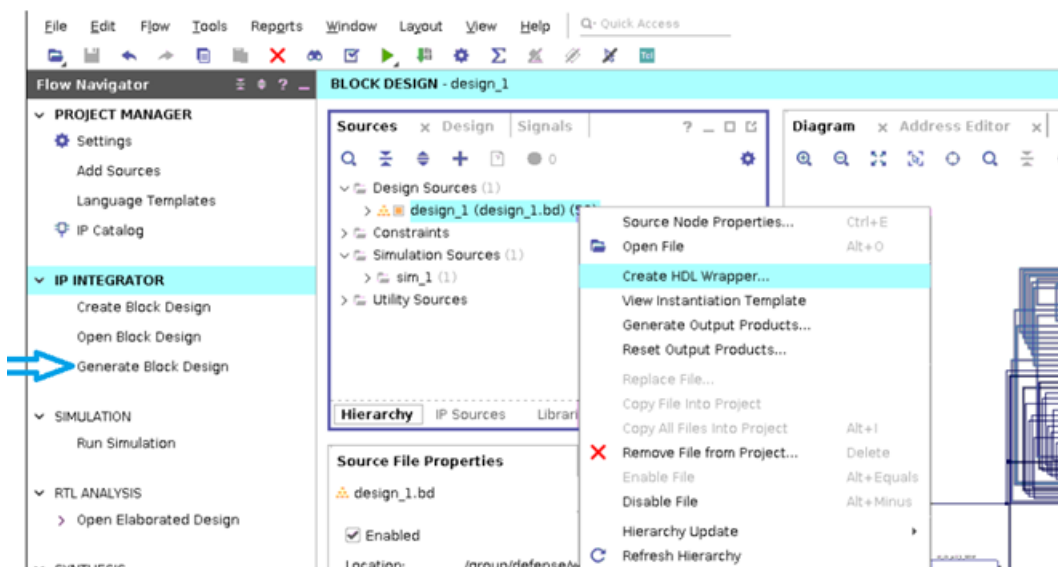 File Edit Flow Tools Reports Window Layout View Help Q- Quick Access
Tcl
Flow Navigator ? _
BLOCK DESIGN - design_1
PROJECT MANAGER
Settings
Add Sources
Language Templates
IP Catalog
IP INTEGRATOR
Create Block Design
Open Block Design
Generate Block Design
SIMULATION
Run Simulation
RTL ANALYSIS
Open Elaborated Design
Sources x Design Signals ? _
0
Design Sources (1)
design_1 (design_1.bd)
Constraints
Simulation Sources (1)
sim_1 (1)
Utility Sources
Hierarchy IP Sources
Source File Properties
design_1.bd
Enabled
Location:
Diagram x Address Editor x
Source Node Properties... Ctrl+E
Open File Alt+O
Create HDL Wrapper...
View Instantiation Template
Generate Output Products...
Reset Output Products...
Replace File...
Copy File Into Project
Copy All Files Into Project Alt+I
Remove File from Project... Delete
Enable File Alt+Equals
Disable File Alt+Minus
Hierarchy Update
Refresh Hierarchy